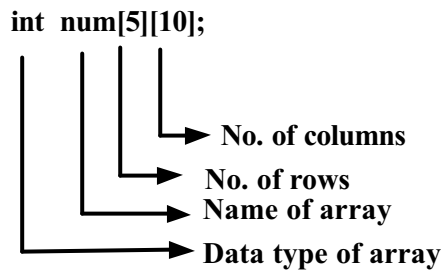 int num[5][10];
No. of columns
No. of rows
Name of array
Data type of array